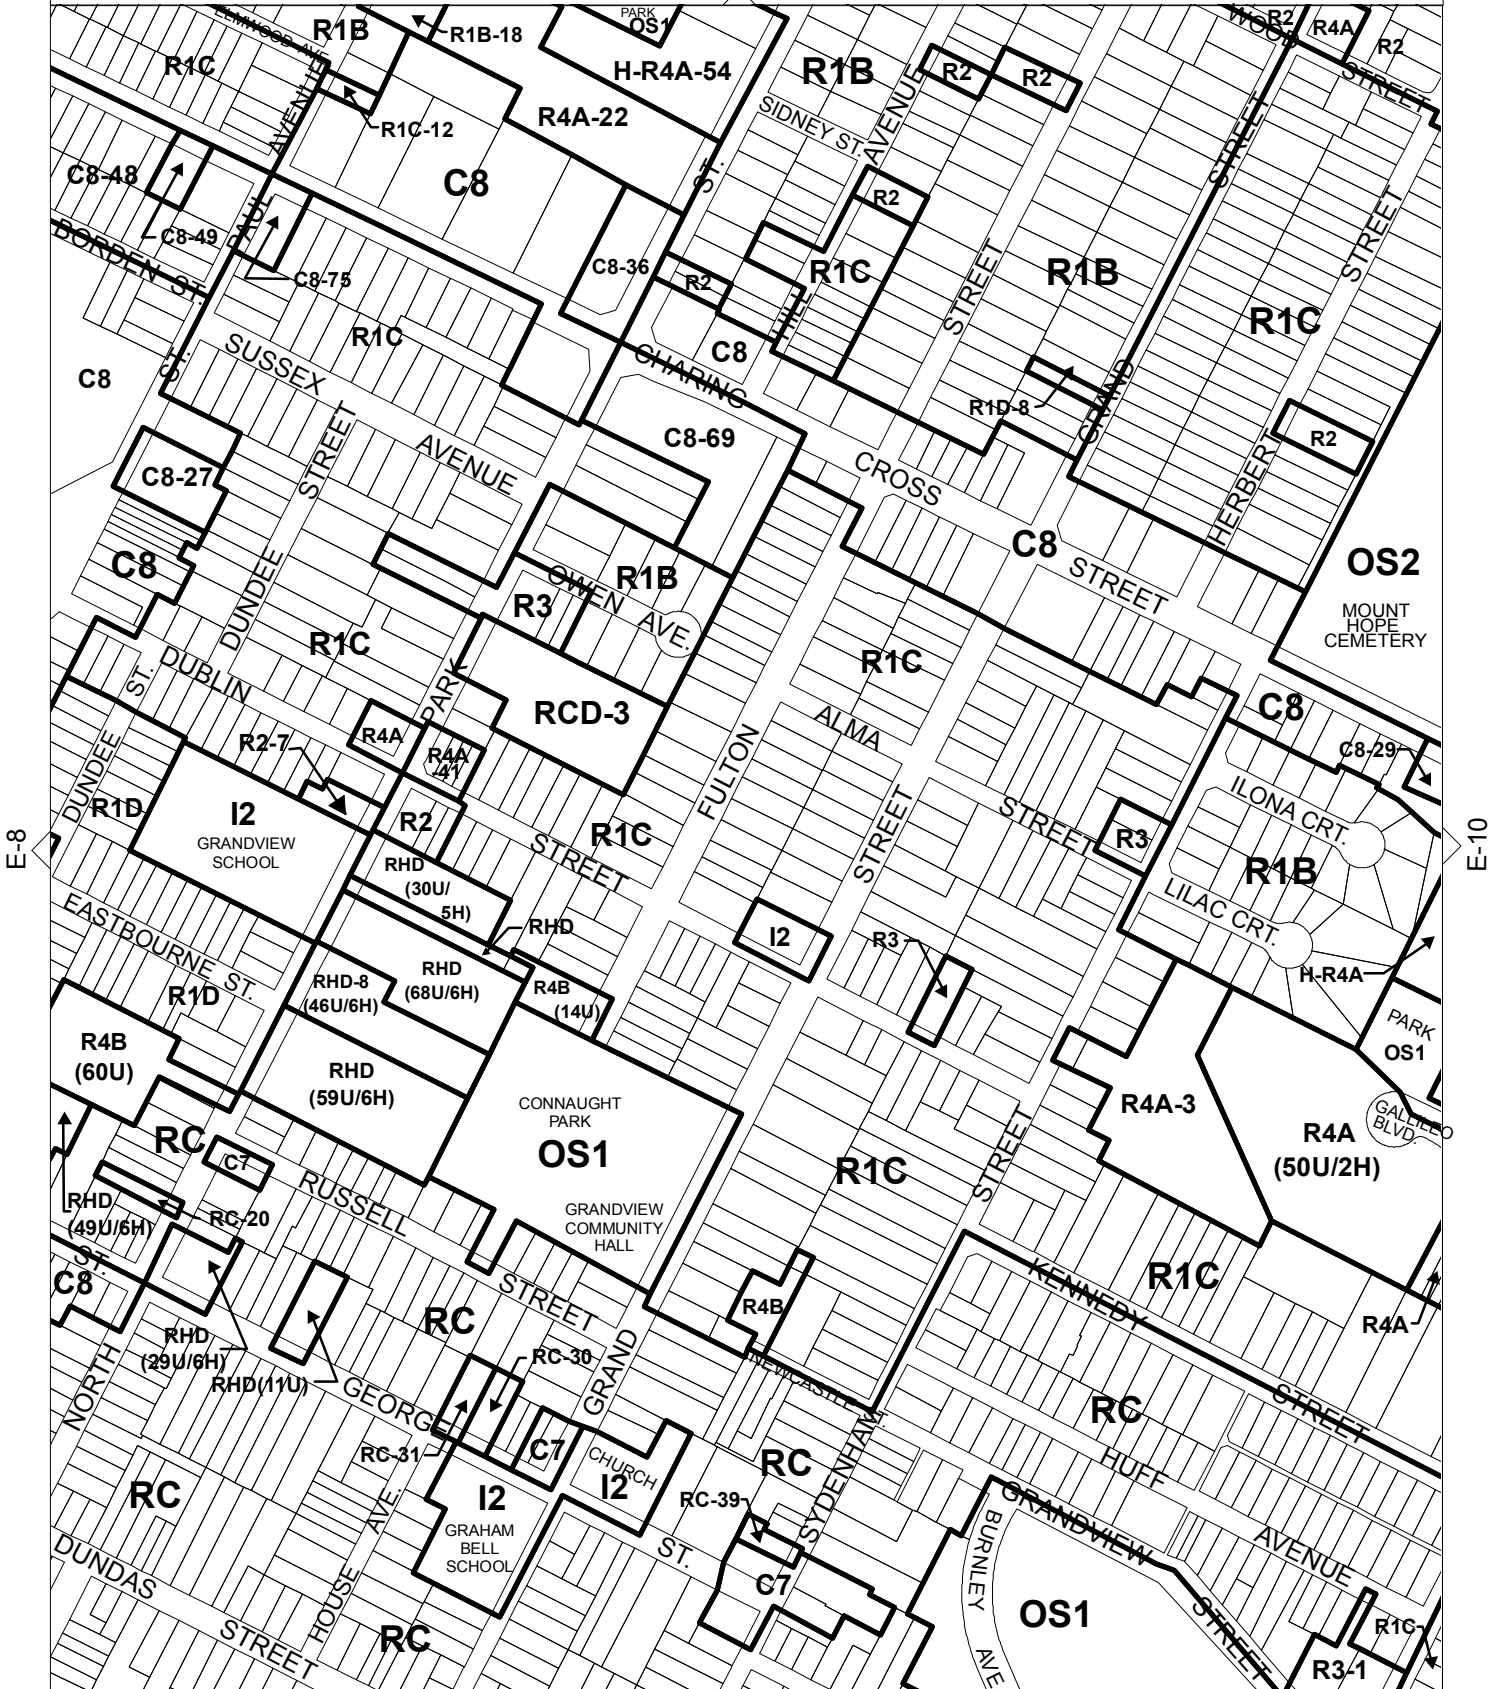 PARK
OS1
ELMWOOD AVE.
R1B
R1B-18
R1C
H-R4A-54
R1B
R2
R2
WOOD
R2
R4A
R2
STREET
R4A-22
R1C-12
AVENUE
SIDNEY ST.
AVENUE
C8-48
C8
ST.
R2
STREET
STREET
PAUL
C8-49
BORDEN ST.
C8-75
C8-36
R2
R1C
HILL
STREET
R1B
R1C
R1C
SUSSEX
C8
CHARING
C8
ST.
R1D-8
GRAND
C8-69
R2
C8-27
STREET
AVENUE
CROSS
HERBERT
C8
C8
OS2
STREET
MOUNT
HOPE
CEMETERY
DUNDEE
R1B
R3
OWEN AVE.
R1C
R1C
DUBLIN
ST.
PARK
RCD-3
C8
ALMA
R2-7
R4A
R4A
-41
FULTON
C8-29
DUNDEE
R1D
I2
GRANDVIEW
SCHOOL
R2
R1C
STREET
STREET
STREET
R3
ILONA CRT.
R1B
E-8
E-10
RHD
(30U/
5H)
LILAC CRT.
EASTBOURNE ST.
RHD
I2
R3
R1D
RHD-8
(46U/6H)
RHD
(68U/6H)
R4B
(14U)
H-R4A
PARK
OS1
R4B
(60U)
RHD
(59U/6H)
CONNAUGHT
PARK
OS1
R4A-3
GALLILEO
BLVD.
R4A
(50U/2H)
RC
C7
RUSSELL
R1C
STREET
RHD
(49U/6H)
RC-20
GRANDVIEW
COMMUNITY
HALL
ST.
C8
STREET
KENNEDY
R1C
RC
R4B
R4A
RHD
(29U/6H)
RHD(11U)
RC-30
NEWCASTLE ST.
NORTH
GEORGE
GRAND
RC
STREET
RC-31
C7
CHURCH
I2
RC
SYDENHAM
HUFF
RC
AVE.
I2
GRAHAM
BELL
SCHOOL
RC-39
GRANDVIEW
BURNLEY
AVE
DUNDAS
ST.
C7
AVENUE
HOUSE
OS1
STREET
STREET
RC
R1C
R3-1